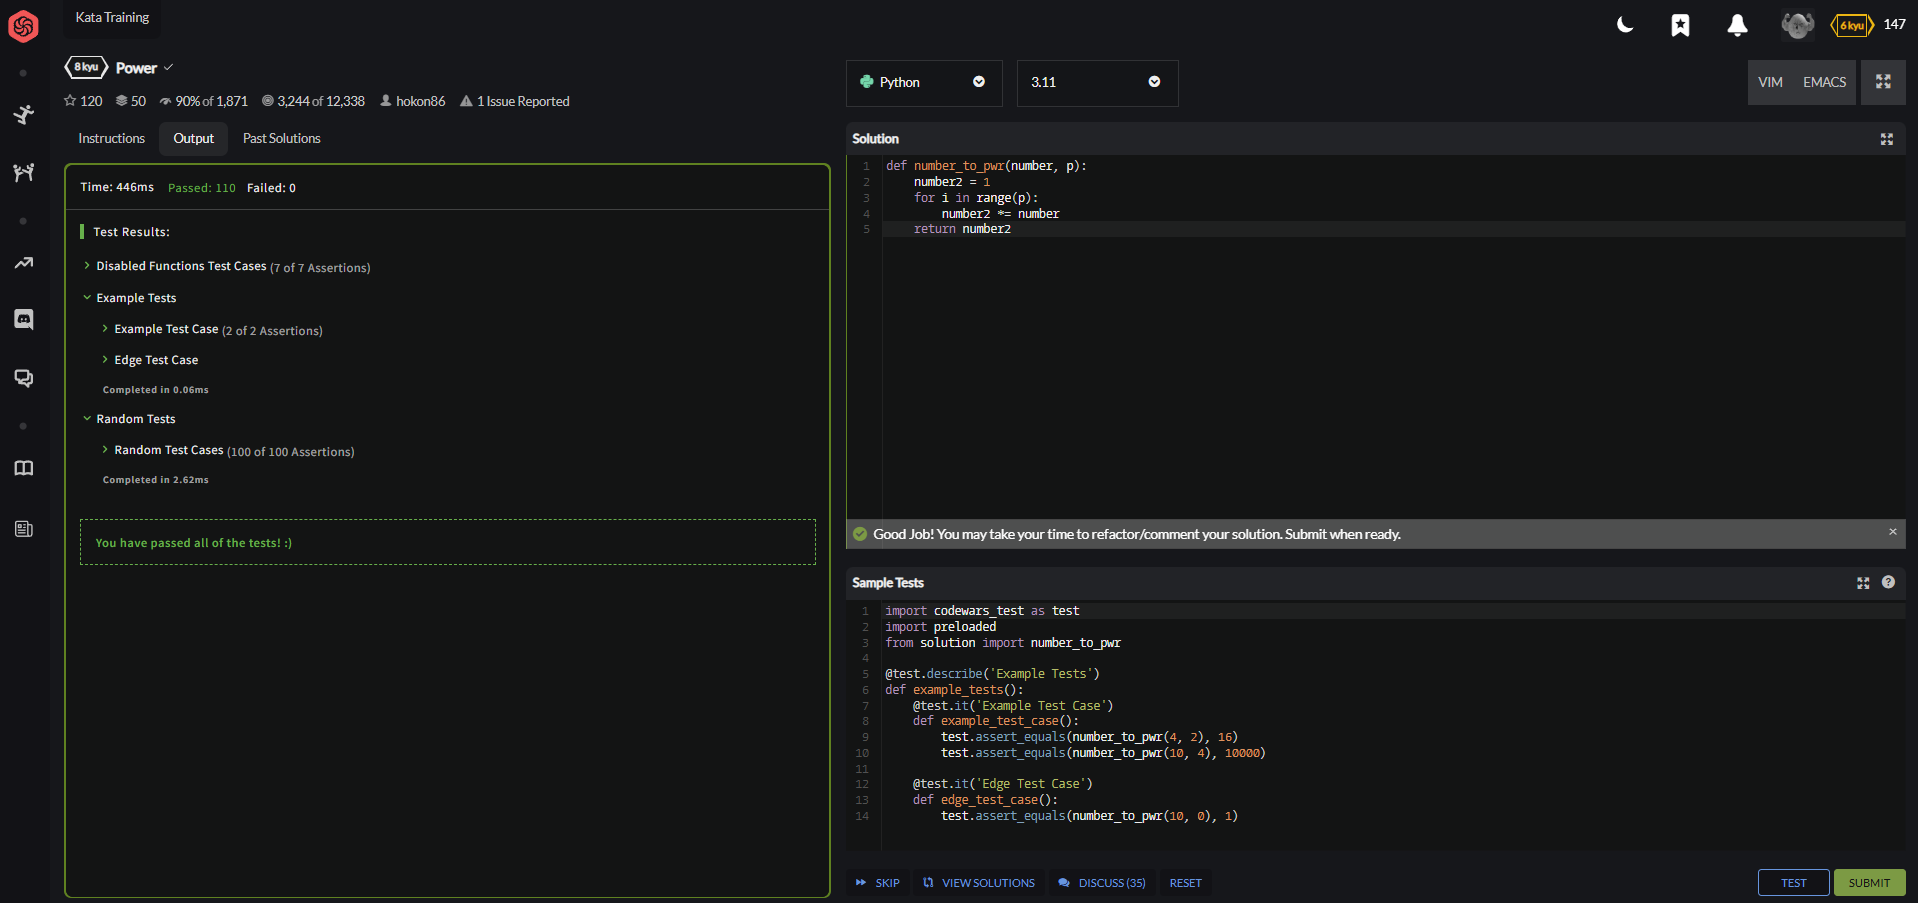 Kata Training
6 kyu 147
8 kyu Power
120 50 90% of 1,871 3,244 of 12,338 hokon86 1 Issue Reported
Python
3.11
VIM EMACS
Instructions Output Past Solutions
Time: 446ms Passed: 110 Failed: 0
Test Results:
Disabled Functions Test Cases (7 of 7 Assertions)
Example Tests
Example Test Case (2 of 2 Assertions)
Edge Test Case
Completed in 0.06ms
Random Tests
Random Test Cases (100 of 100 Assertions)
Completed in 2.62ms
You have passed all of the tests! :)
Solution
1 def number_to_pwr(number, p):
2     number2 = 1
3     for i in range(p):
4         number2 *= number
5     return number2
Good Job! You may take your time to refactor/comment your solution. Submit when ready.
Sample Tests
1 import codewars_test as test
2 import preloaded
3 from solution import number_to_pwr
4
5 @test.describe('Example Tests')
6 def example_tests():
7     @test.it('Example Test Case')
8     def example_test_case():
9         test.assert_equals(number_to_pwr(4, 2), 16)
10         test.assert_equals(number_to_pwr(10, 4), 10000)
11
12     @test.it('Edge Test Case')
13     def edge_test_case():
14         test.assert_equals(number_to_pwr(10, 0), 1)
SKIP VIEW SOLUTIONS DISCUSS (35) RESET
TEST SUBMIT